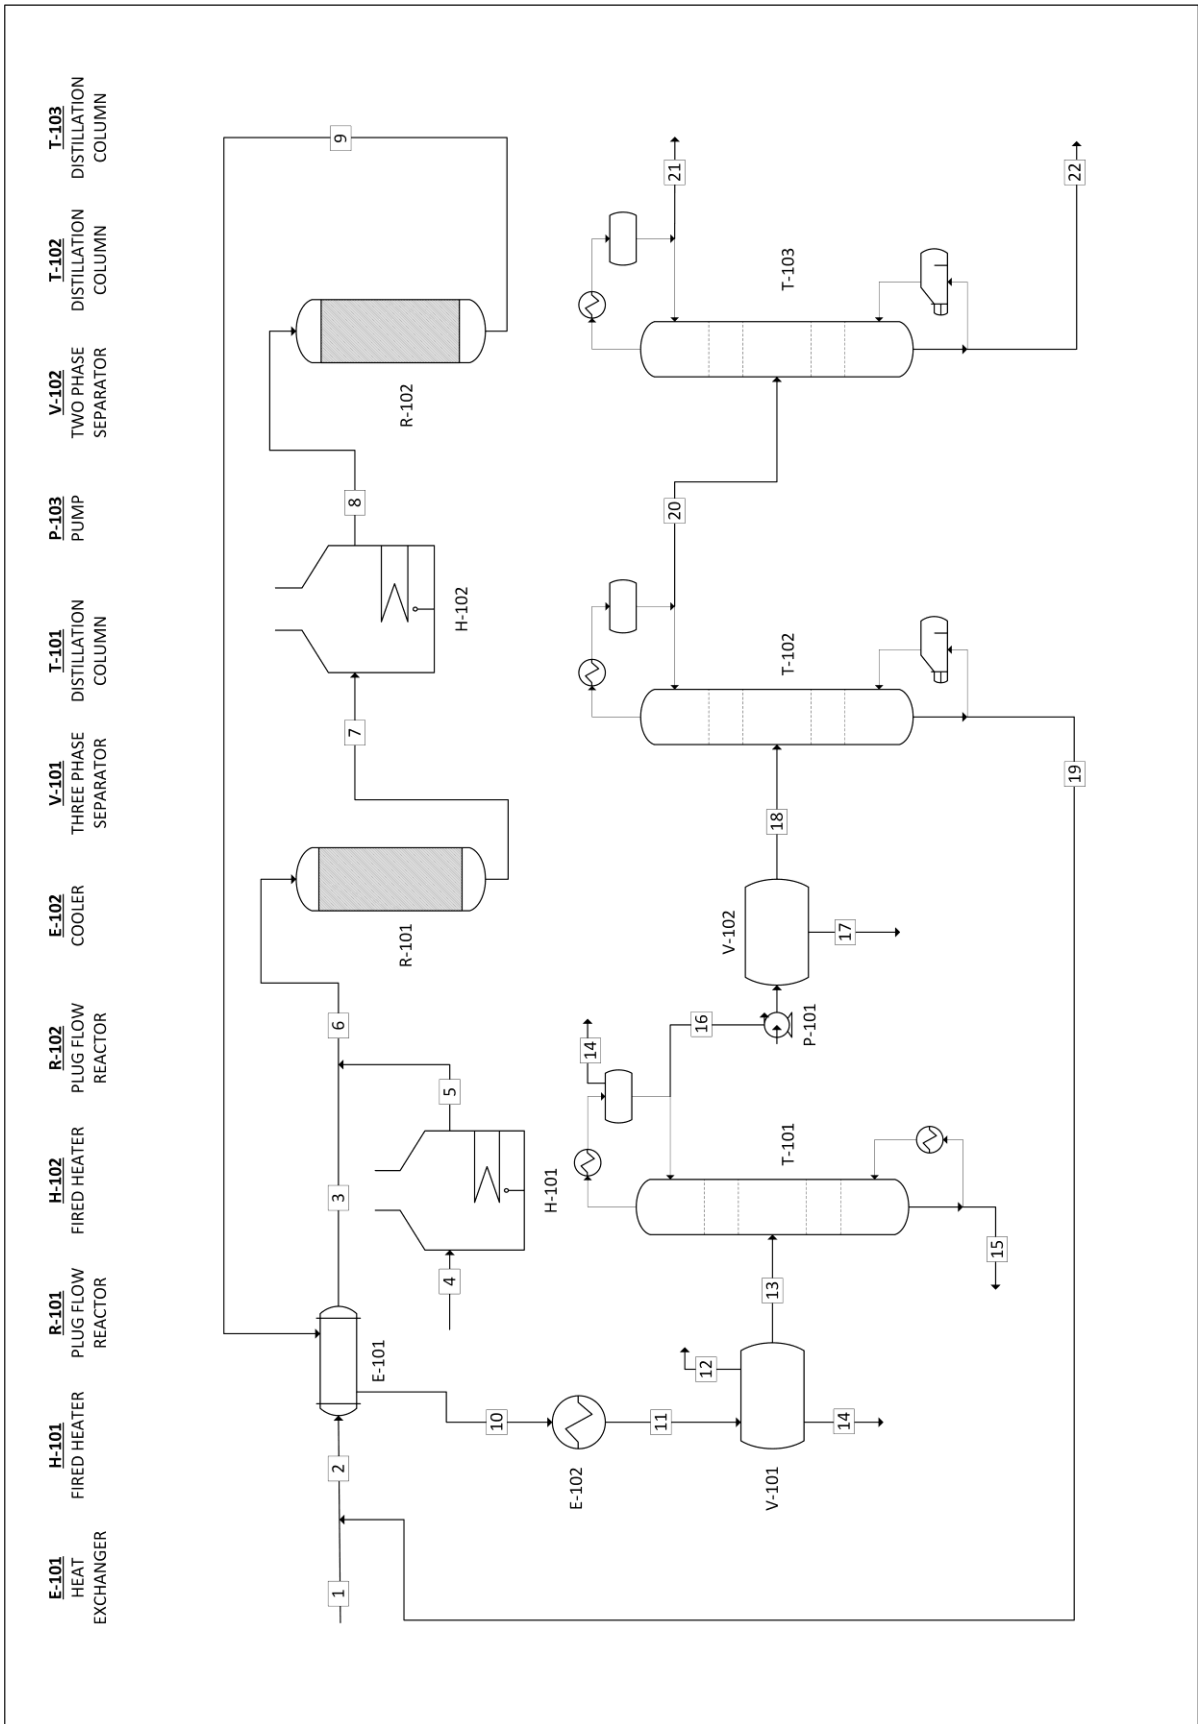 E-101
HEAT
EXCHANGER
H-101
FIRED HEATER
R-101
PLUG FLOW
REACTOR
H-102
FIRED HEATER
R-102
PLUG FLOW
REACTOR
E-102
COOLER
V-101
THREE PHASE
SEPARATOR
T-101
DISTILLATION
COLUMN
P-103
PUMP
V-102
TWO PHASE
SEPARATOR
T-102
DISTILLATION
COLUMN
T-103
DISTILLATION
COLUMN
1
2
E-101
3
4
H-101
5
6
R-101
7
H-102
8
R-102
9
10
E-102
11
12
V-101
14
13
T-101
14
15
16
P-101
V-102
17
18
T-102
19
20
T-103
21
22